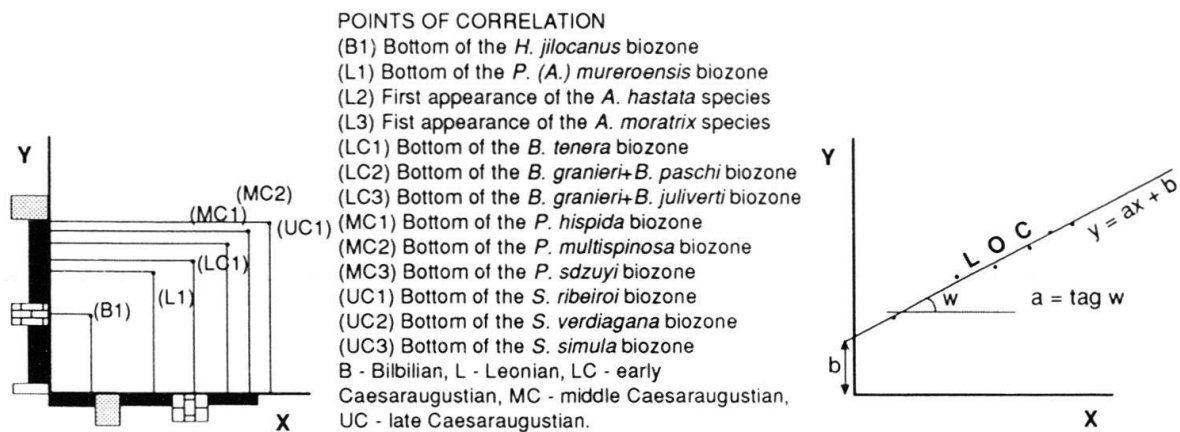 POINTS OF CORRELATION
(B1) Bottom of the H. jilocanus biozone
(L1) Bottom of the P. (A.) mureroensis biozone
(L2) First appearance of the A. hastata species
(L3) Fist appearance of the A. moratrix species
(LC1) Bottom of the B. tenera biozone
(LC2) Bottom of the B. granieri+B. paschi biozone
(LC3) Bottom of the B. granieri+B. juliverti biozone
(MC1) Bottom of the P. hispida biozone
(MC2) Bottom of the P. multispinosa biozone
(MC3) Bottom of the P. sdzuyi biozone
(UC1) Bottom of the S. ribeiroi biozone
(UC2) Bottom of the S. verdiagana biozone
(UC3) Bottom of the S. simula biozone
B - Bilbilian, L - Leonian, LC - early
Caesaraugustian, MC - middle Caesaraugustian,
UC - late Caesaraugustian.
Y
(MC2)
(MC1)
(UC1)
(LC1)
(L1)
(B1)
X
Y
L O C
y = ax + b
w
a = tag w
b
X